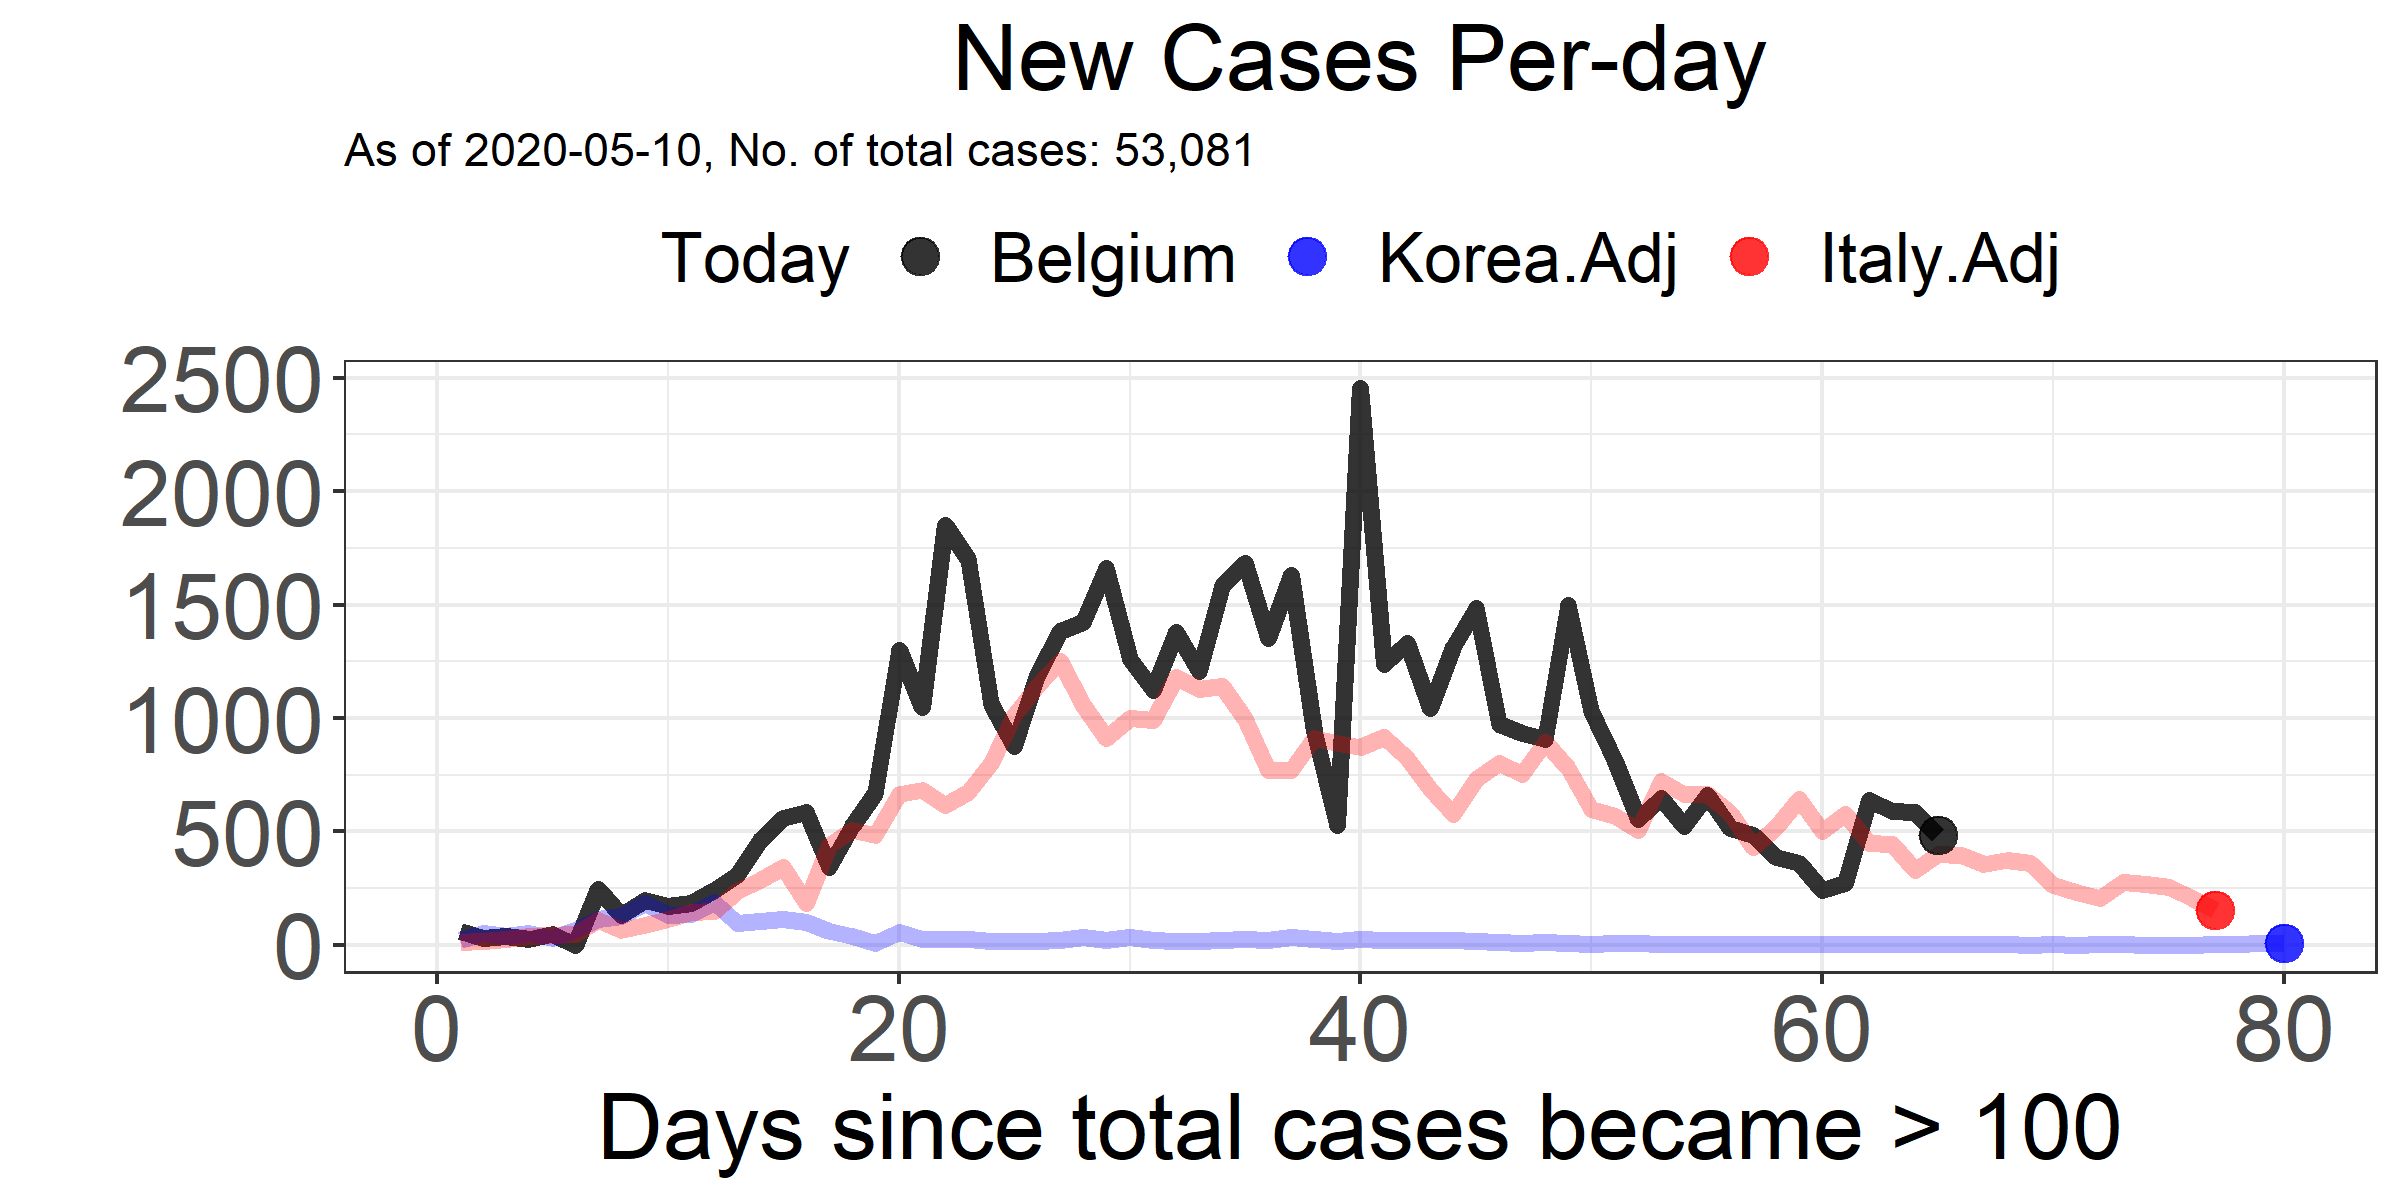 New Cases Per-day
As of 2020-05-10, No. of total cases: 53,081
Today Belgium Korea.Adj Italy.Adj
2500
2000
1500
1000
500
0
0 20 40 60 80
Days since total cases became > 100